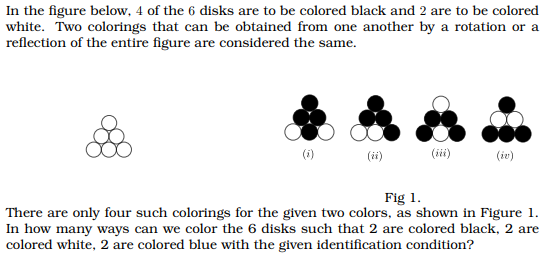 In the figure below, 4 of the 6 disks are to be colored black and 2 are to be colored
white. Two colorings that can be obtained from one another by a rotation or a
reflection of the entire figure are considered the same.
(i) (ii) (iii) (iv)
Fig 1.
There are only four such colorings for the given two colors, as shown in Figure 1.
In how many ways can we color the 6 disks such that 2 are colored black, 2 are
colored white, 2 are colored blue with the given identification condition?